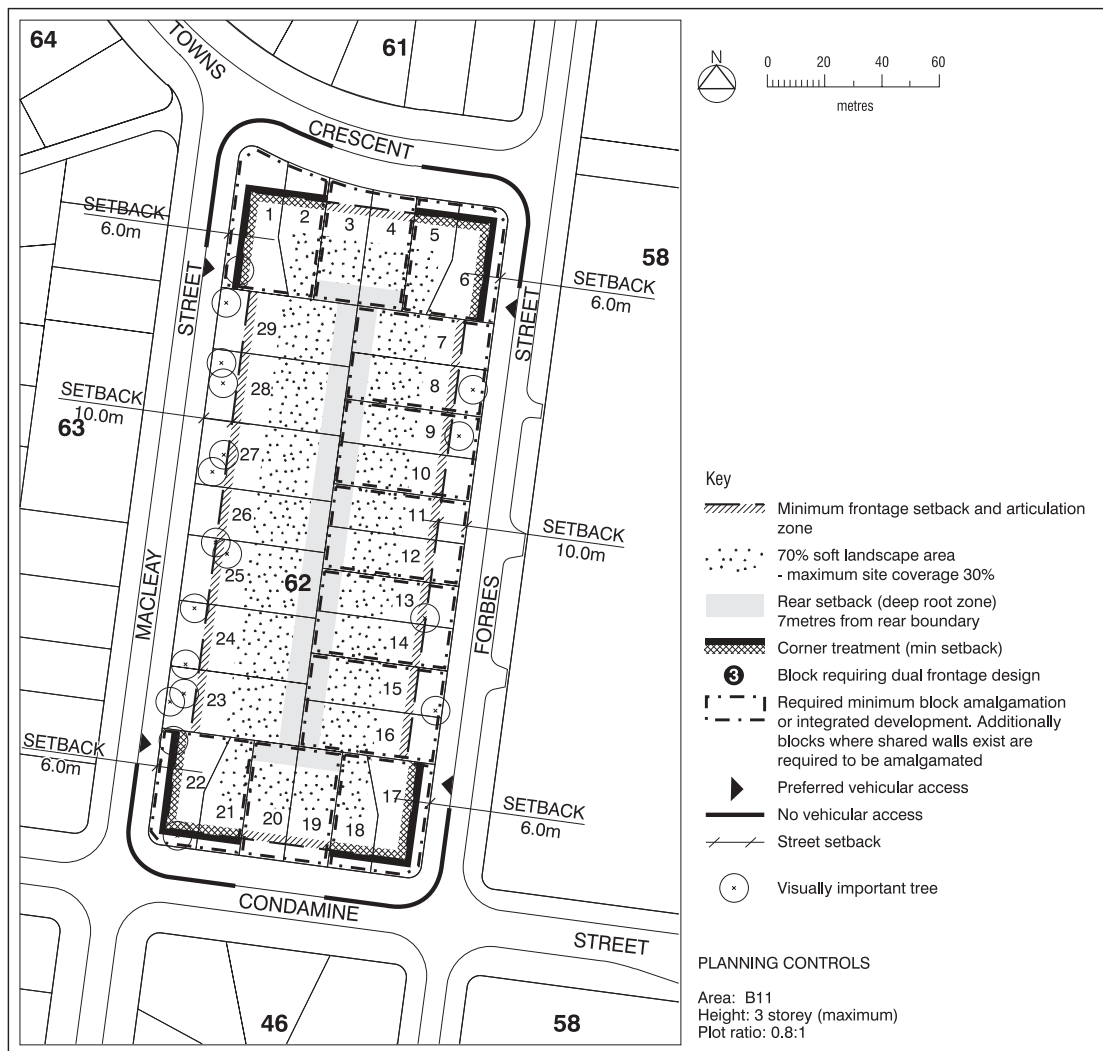 64
61
TOWNS
CRESCENT
58
SETBACK
6.0m
1
2
3
4
5
6
SETBACK
6.0m
STREET
STREET
29
7
28
8
SETBACK
10.0m
63
27
9
10
26
11
SETBACK
10.0m
12
25
62
13
MACLEAY
FORBES
24
14
23
15
16
SETBACK
6.0m
22
21
20
19
18
17
SETBACK
6.0m
CONDAMINE
STREET
46
58
N
0 20 40 60
metres
Key
Minimum frontage setback and articulation
zone
70% soft landscape area
- maximum site coverage 30%
Rear setback (deep root zone)
7metres from rear boundary
Corner treatment (min setback)
3 Block requiring dual frontage design
Required minimum block amalgamation
or integrated development. Additionally
blocks where shared walls exist are
required to be amalgamated
Preferred vehicular access
No vehicular access
Street setback
Visually important tree
PLANNING CONTROLS
Area: B11
Height: 3 storey (maximum)
Plot ratio: 0.8:1